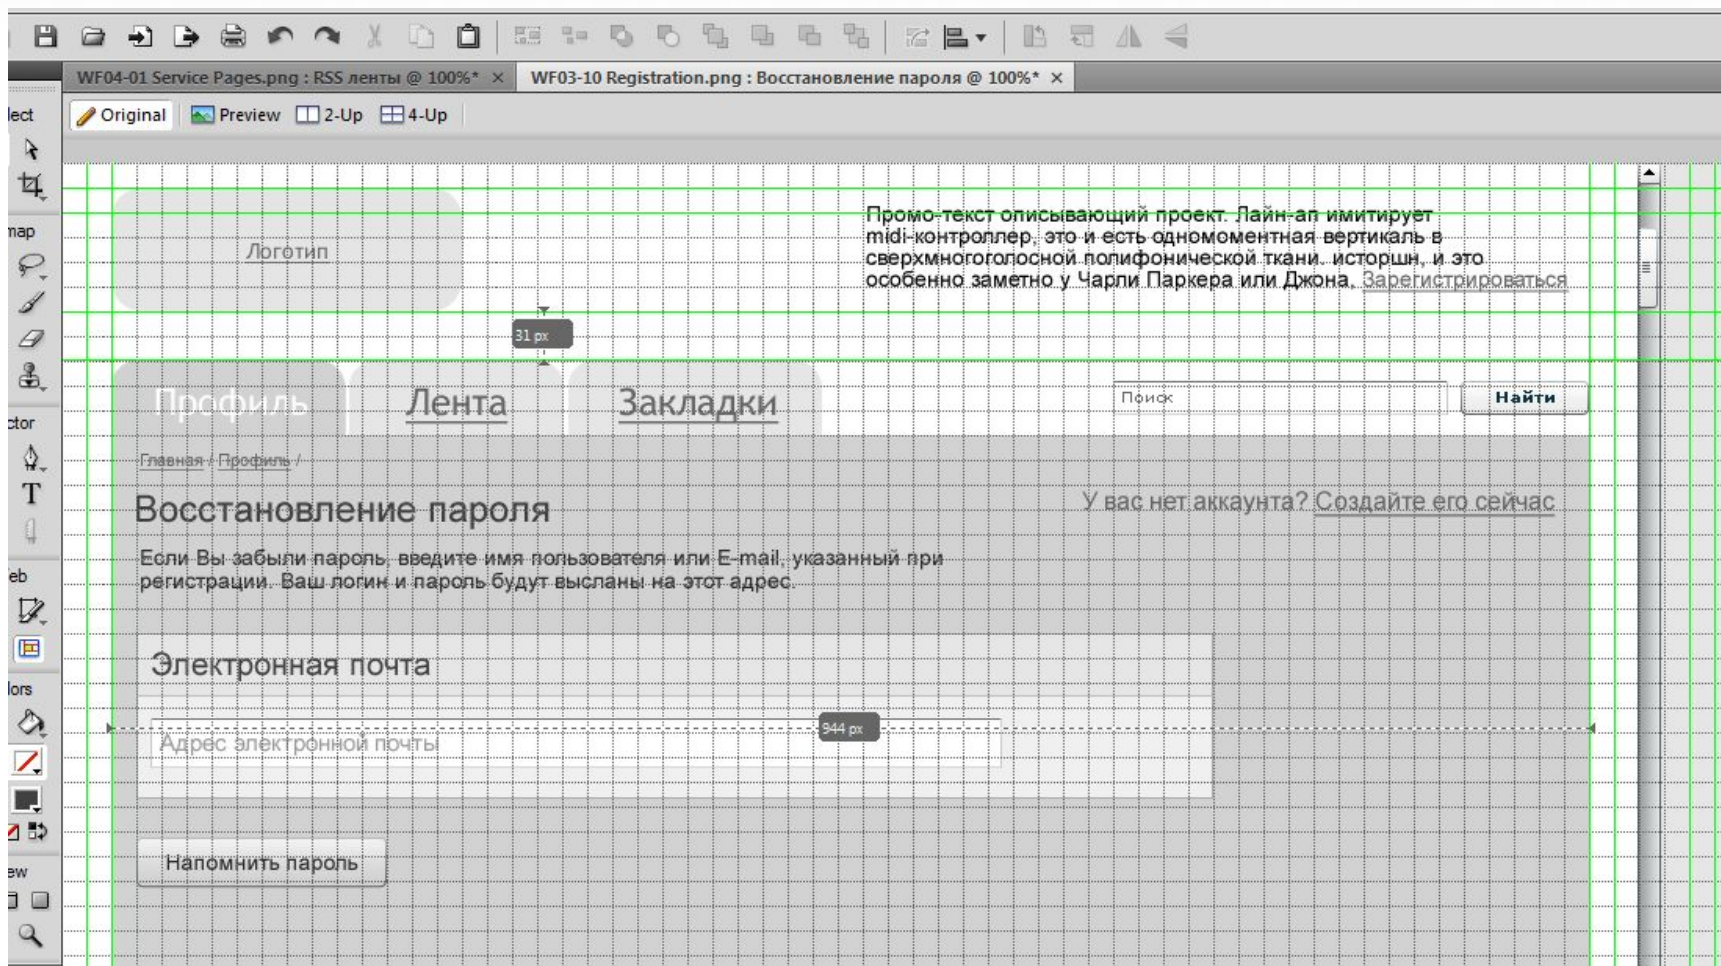 WF04-01 Service Pages.png : RSS ленты @ 100%* ×
WF03-10 Registration.png : Восстановление пароля @ 100%* ×
lect
Original
Preview
2-Up
4-Up
Логотип
Промо-текст описывающий проект. Лайн-ап имитирует
midi-контроллер, это и есть одномоментная вертикаль в
сверхмногоголосной полифонической ткани. исторшн, и это
особенно заметно у Чарли Паркера или Джона, Зарегистрироваться
map
31 px
Профиль
Лента
Закладки
Поиск
Найти
ctor
Главная / Профиль /
T
Восстановление пароля
У вас нет аккаунта? Создайте его сейчас
Если Вы забыли пароль, введите имя пользователя или E-mail, указанный при
регистрации. Ваш логин и пароль будут высланы на этот адрес.
eb
Электронная почта
lors
944 px
Адрес электронной почты
Напомнить пароль
ew